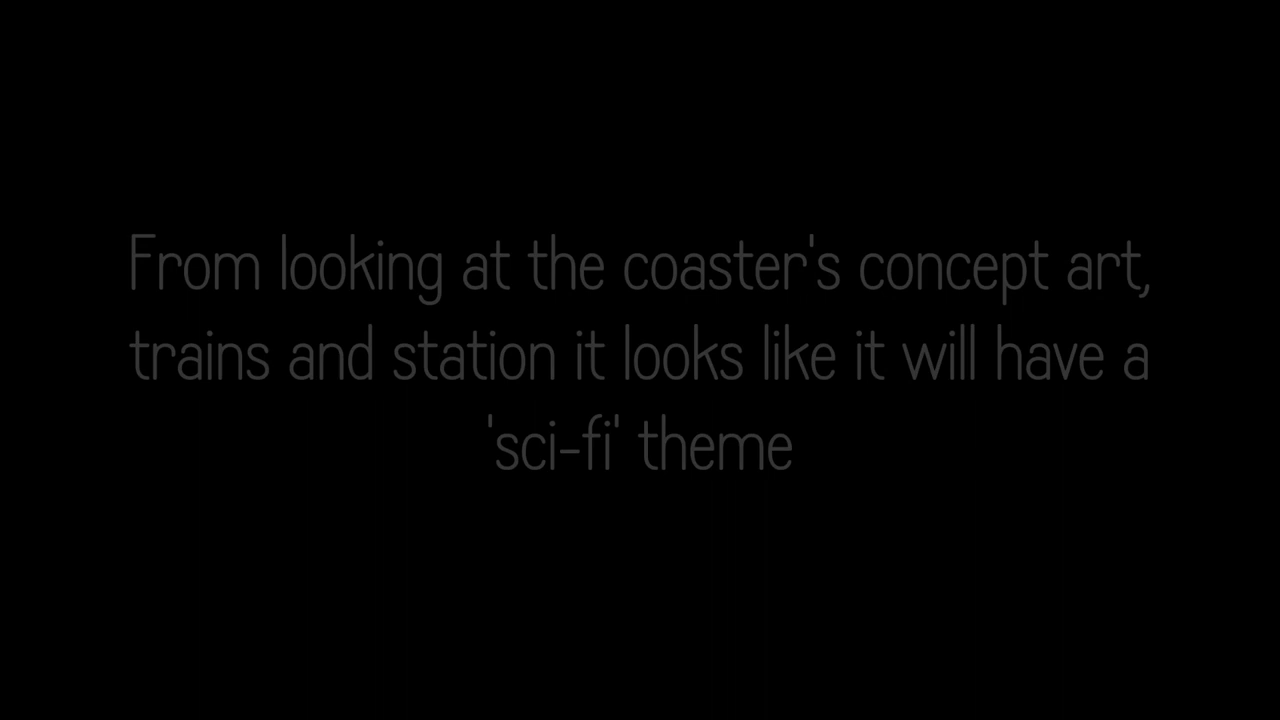 From looking at the coaster's concept art,
trains and station it looks like it will have a
'sci-fi' theme